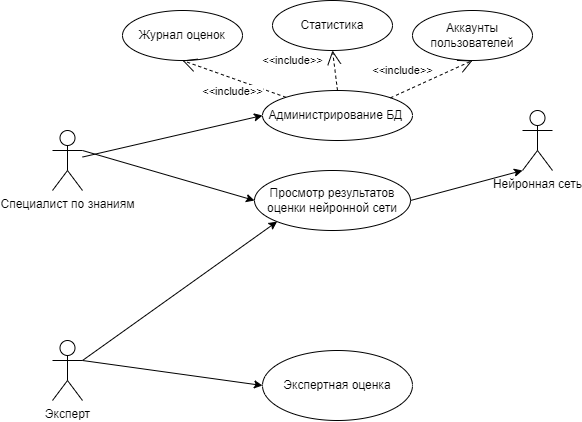 Журнал оценок
Статистика
Аккаунты
пользователей
<<include>>
<<include>>
<<include>>
Администрирование БД
Специалист по знаниям
Просмотр результатов
оценки нейронной сети
Нейронная сеть
Эксперт
Экспертная оценка